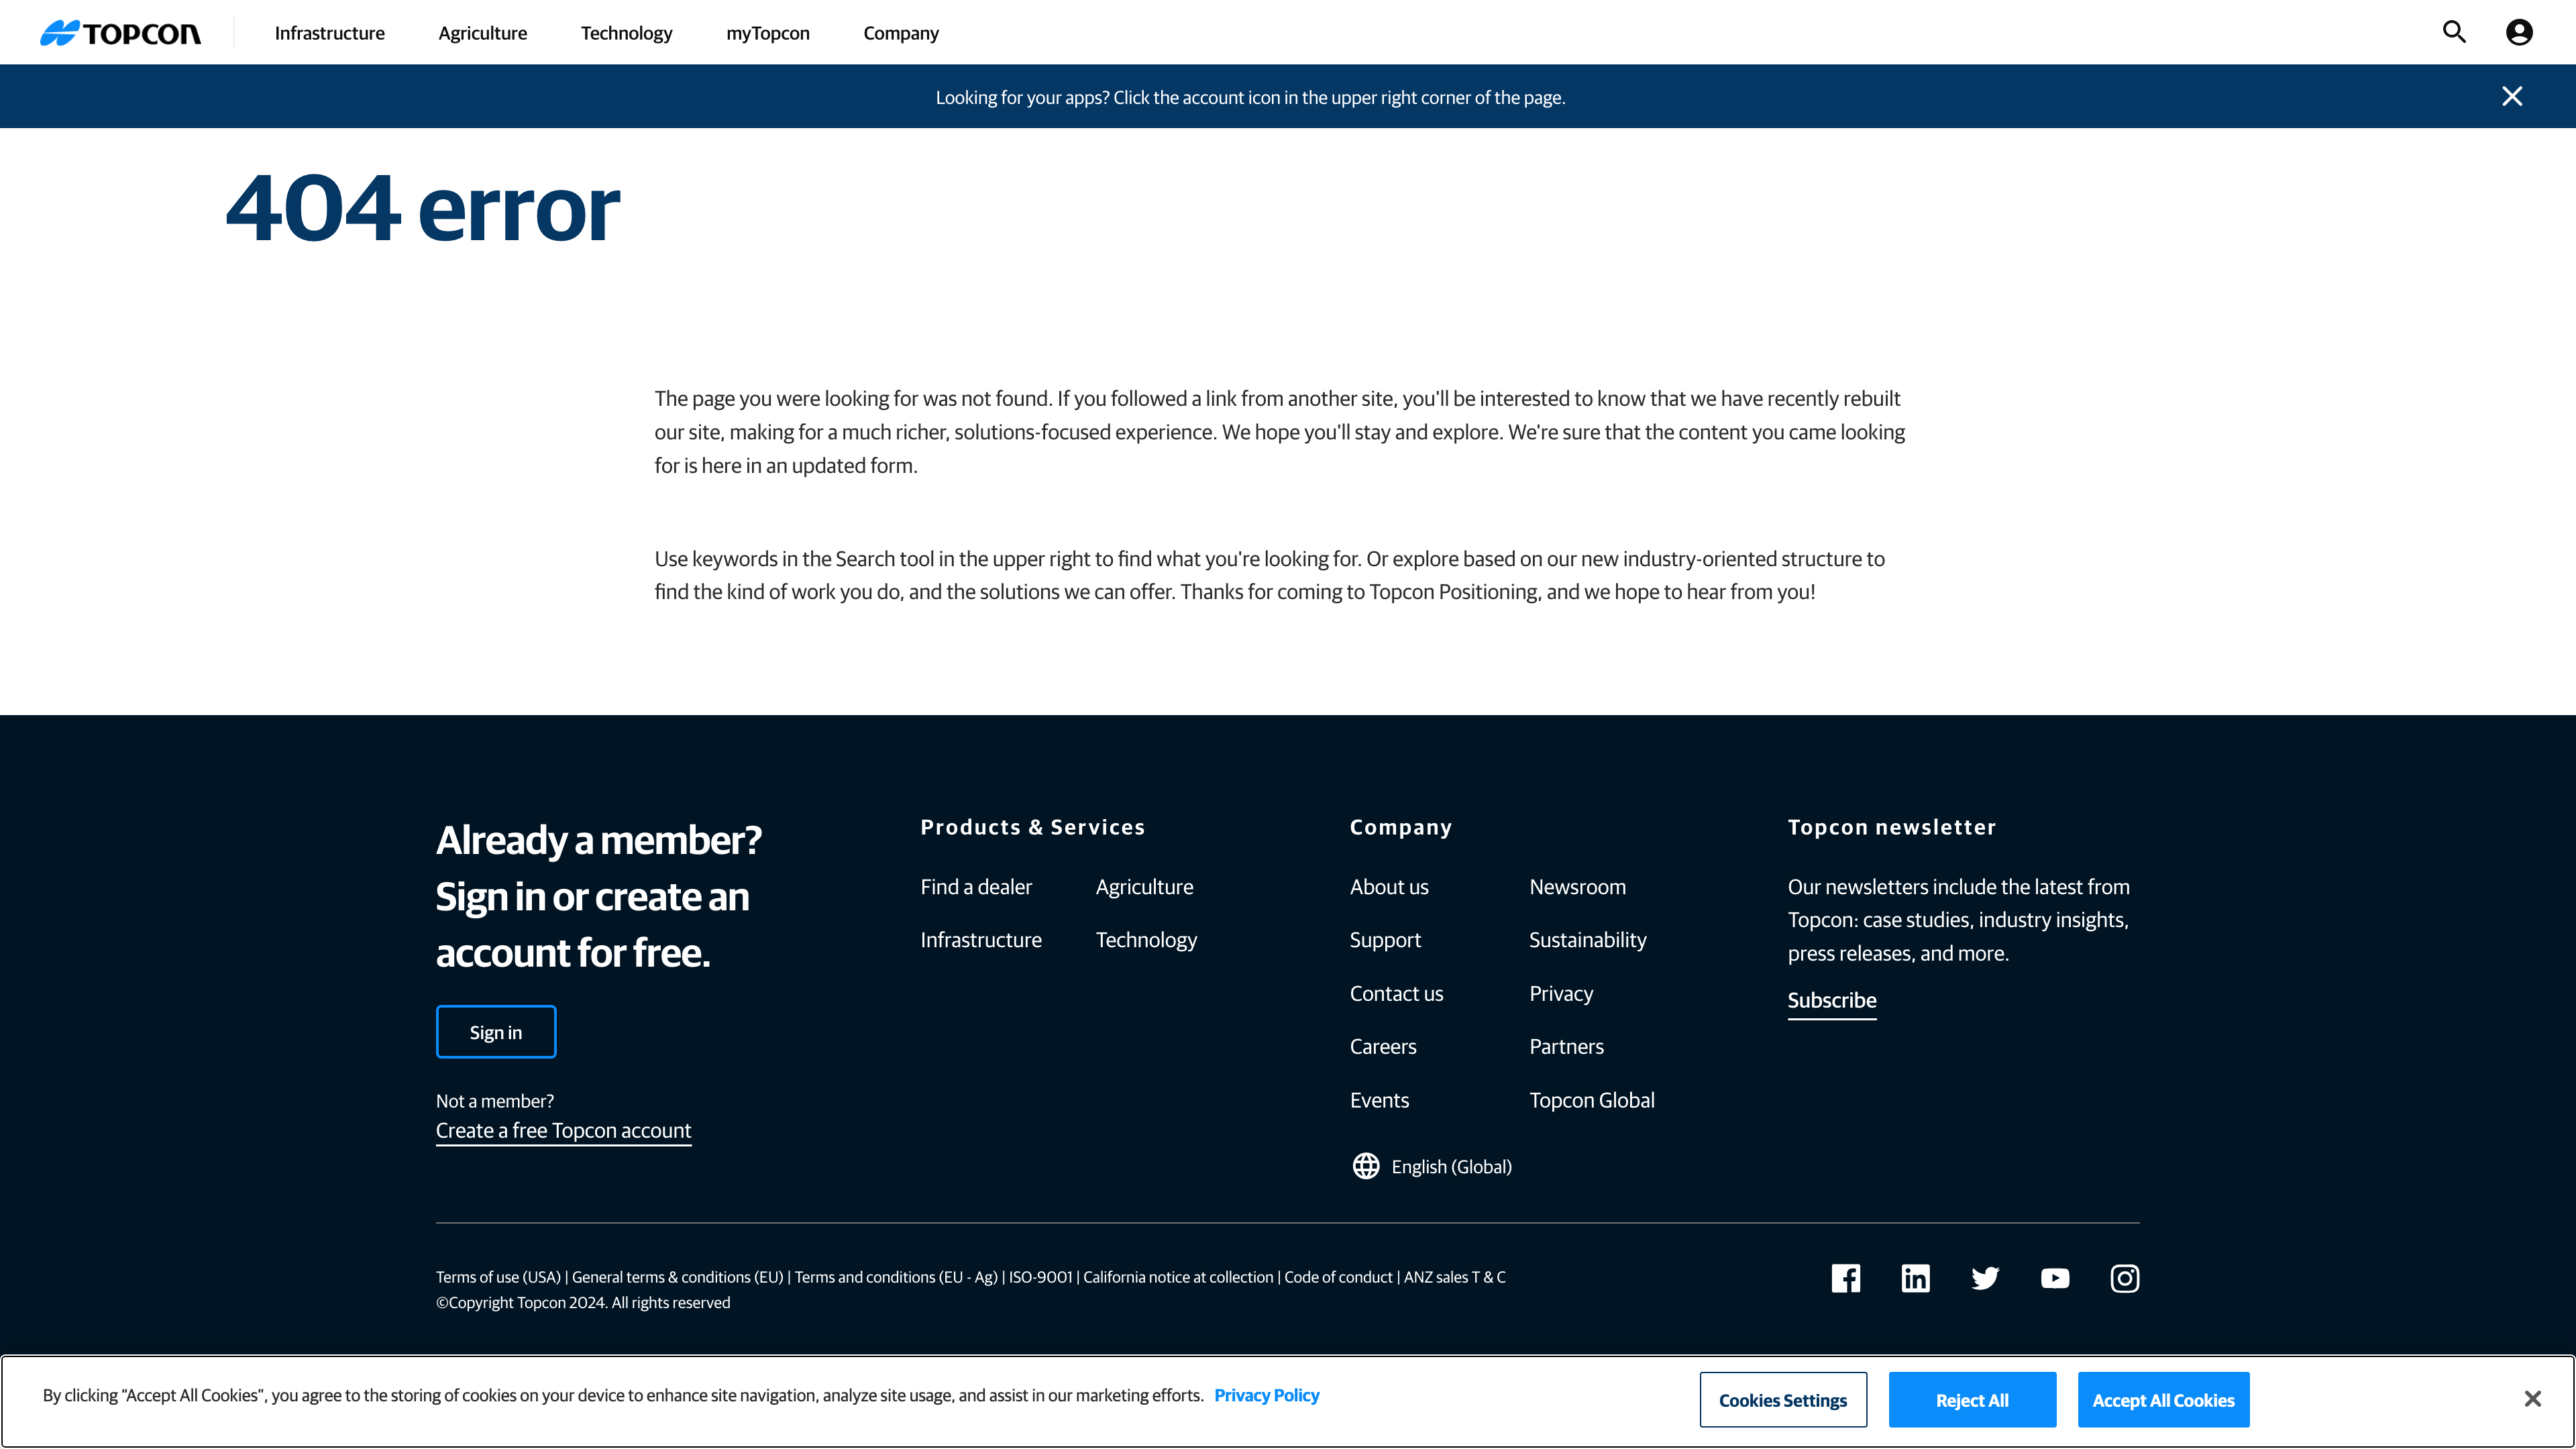 TOPCON
Infrastructure
Agriculture
Technology
myTopcon
Company
Looking for your apps? Click the account icon in the upper right corner of the page.
404 error
The page you were looking for was not found. If you followed a link from another site, you'll be interested to know that we have recently rebuilt
our site, making for a much richer, solutions-focused experience. We hope you'll stay and explore. We're sure that the content you came looking
for is here in an updated form.
Use keywords in the Search tool in the upper right to find what you're looking for. Or explore based on our new industry-oriented structure to
find the kind of work you do, and the solutions we can offer. Thanks for coming to Topcon Positioning, and we hope to hear from you!
Already a member?
Sign in or create an
account for free.
Sign in
Not a member?
Create a free Topcon account
Products & Services
Find a dealer
Agriculture
Infrastructure
Technology
Company
About us
Newsroom
Support
Sustainability
Contact us
Privacy
Careers
Partners
Events
Topcon Global
English (Global)
Topcon newsletter
Our newsletters include the latest from
Topcon: case studies, industry insights,
press releases, and more.
Subscribe
Terms of use (USA) | General terms & conditions (EU) | Terms and conditions (EU - Ag) | ISO-9001 | California notice at collection | Code of conduct | ANZ sales T & C
©Copyright Topcon 2024. All rights reserved
By clicking “Accept All Cookies”, you agree to the storing of cookies on your device to enhance site navigation, analyze site usage, and assist in our marketing efforts. Privacy Policy
Cookies Settings
Reject All
Accept All Cookies